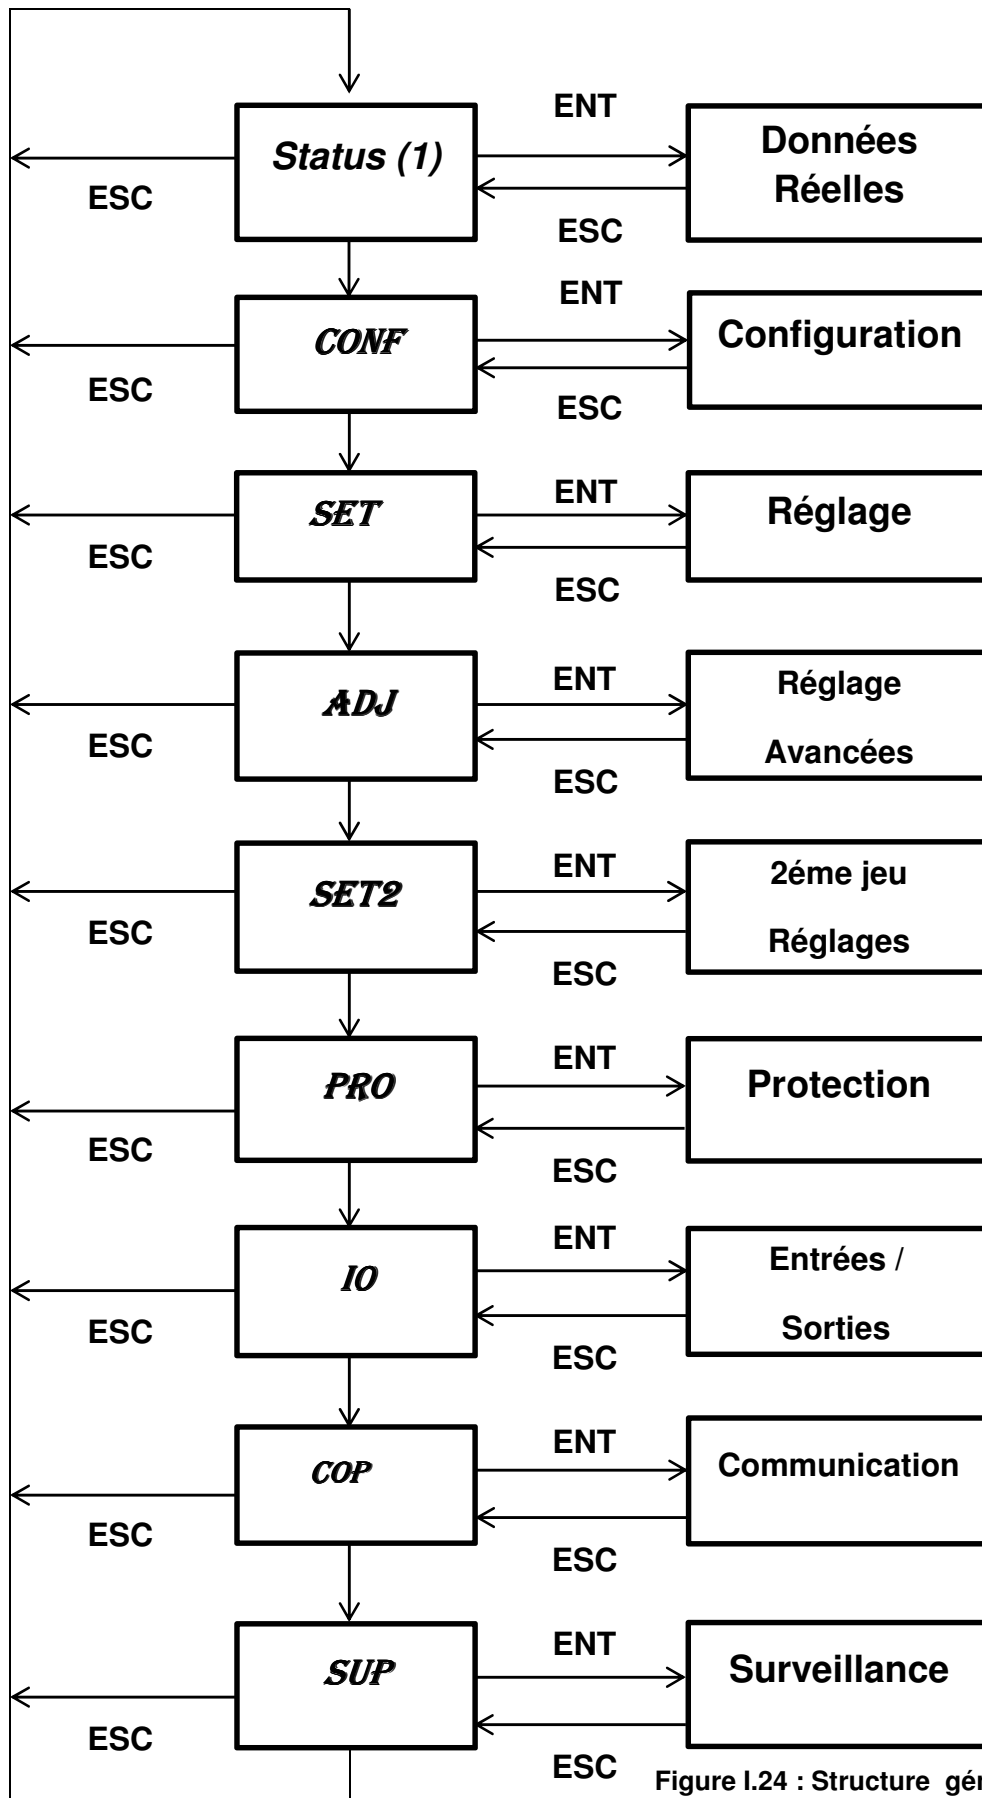 ENT
Status (1)
Données
Réelles
ESC
ESC
ENT
CONF
Configuration
ESC
ESC
ENT
SET
Réglage
ESC
ESC
ENT
ADJ
Réglage
Avancées
ESC
ESC
ENT
SET2
2éme jeu
Réglages
ESC
ESC
ENT
PRO
Protection
ESC
ESC
ENT
IO
Entrées /
Sorties
ESC
ESC
ENT
COP
Communication
ESC
ESC
ENT
SUP
Surveillance
ESC
ESC
Figure I.24 : Structure gén